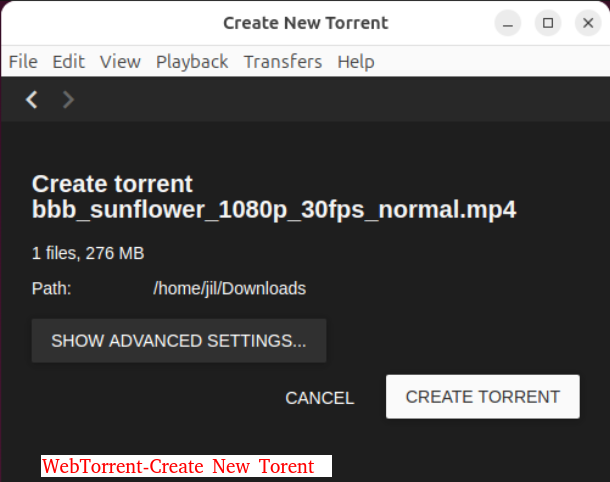 Create New Torrent
File Edit View Playback Transfers Help
Create torrent
bbb_sunflower_1080p_30fps_normal.mp4
1 files, 276 MB
Path: /home/jil/Downloads
SHOW ADVANCED SETTINGS...
CANCEL CREATE TORRENT
WebTorrent-Create New Torent